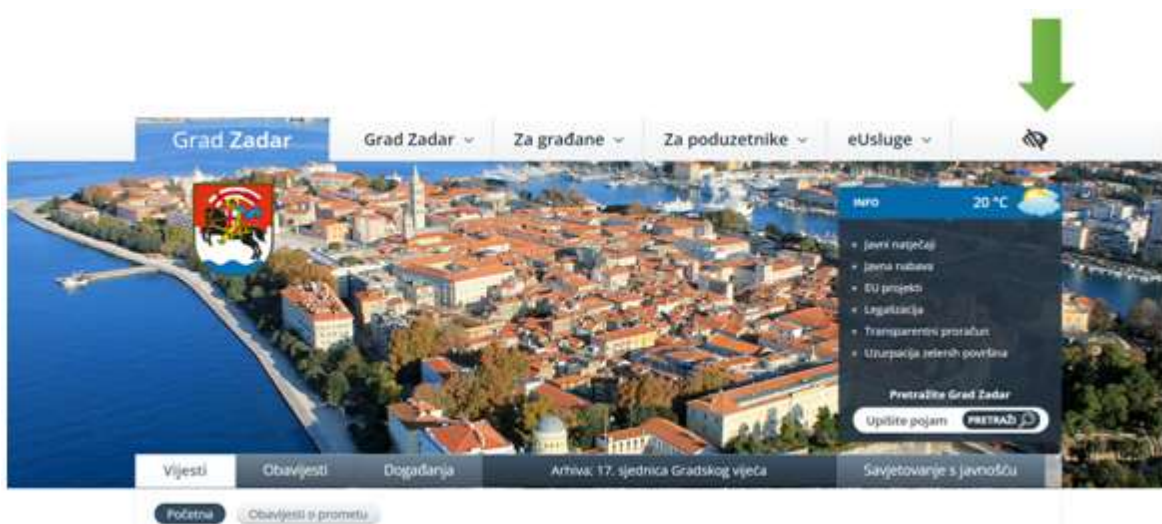 Grad Zadar
Grad Zadar
Za građane
Za poduzetnike
eUsluge
INFO
20 °C
Javni natječaji
Javna nabava
EU projekti
Legalizacija
Transparentni proračun
Uzurpacija zelenih površina
Pretražite Grad Zadar
Upišite pojam
PRETRAŽI
Vijesti
Obavijesti
Događanja
Arhiva; 17. sjednica Gradskog vijeća
Savjetovanje s javnošću
Početna
Obavijesti o prometu